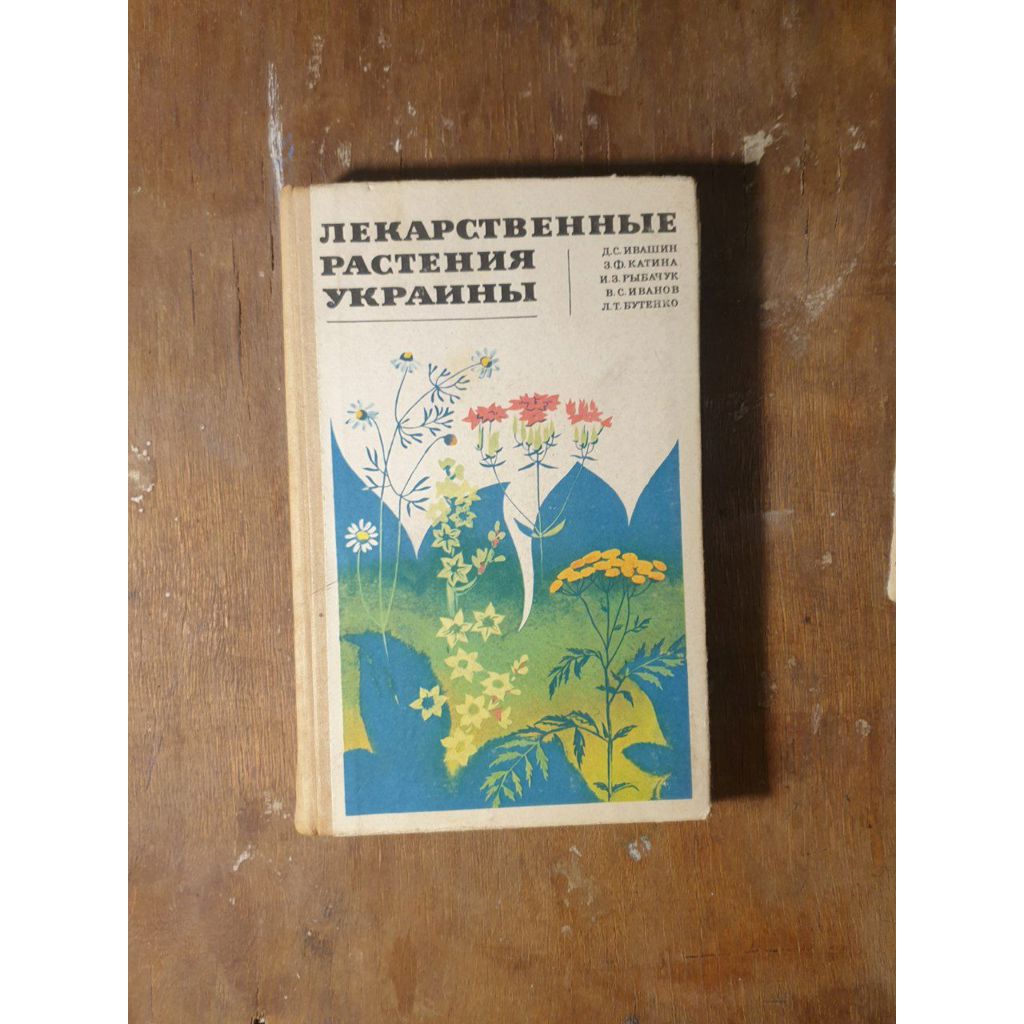 ЛЕКАРСТВЕННЫЕ
РАСТЕНИЯ
УКРАИНЫ
Д.С. ИВАШИН
З.Ф. КАТИНА
И.З. РЫБАЧУК
В.С. ИВАНОВ
Л.Т. БУТЕНКО